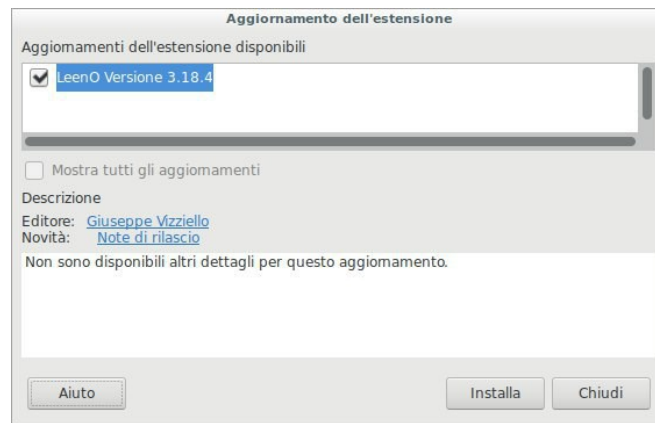 Aggiornamento dell'estensione
Aggiornamenti dell'estensione disponibili
LeenO Versione 3.18.4
Mostra tutti gli aggiornamenti
Descrizione
Editore: Giuseppe Vizziello
Novità: Note di rilascio
Non sono disponibili altri dettagli per questo aggiornamento.
Aiuto Installa Chiudi